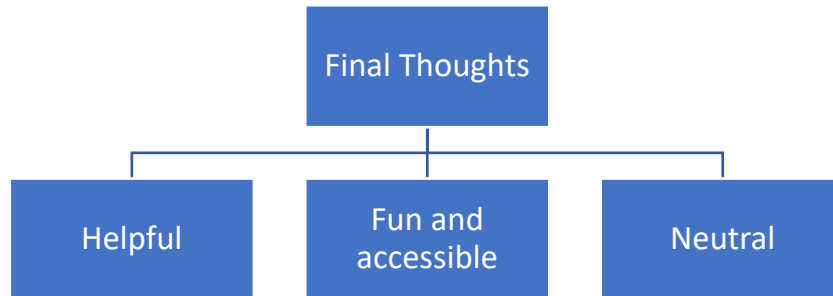 Final Thoughts
Helpful
Fun and
accessible
Neutral